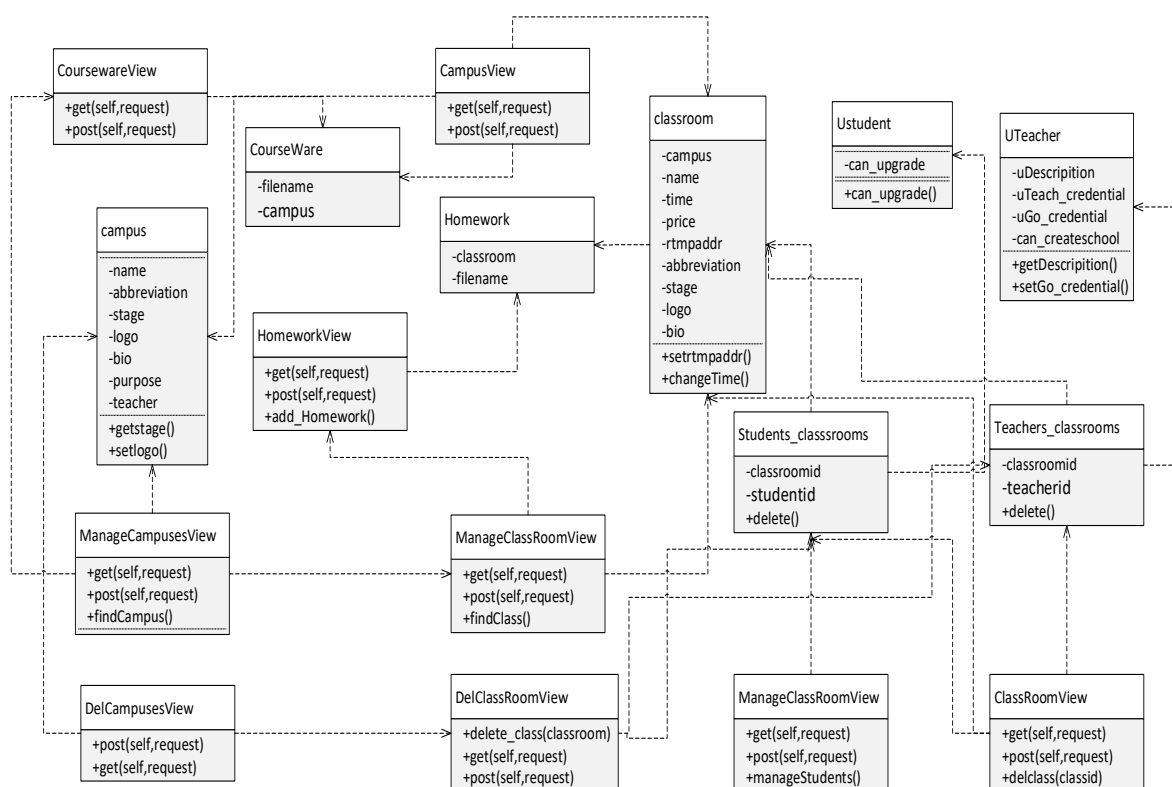 CoursewareView
+get(self,request)
+post(self,request)
CampusView
+get(self,request)
+post(self,request)
CourseWare
-filename
-campus
classroom
-campus
-name
-time
-price
-rtmpaddr
-abbreviation
-stage
-logo
-bio
+setrtmpaddr()
+changeTime()
Ustudent
-can_upgrade
+can_upgrade()
UTeacher
-uDescripition
-uTeach_credential
-uGo_credential
-can_createschool
+getDescripition()
+setGo_credential()
campus
-name
-abbreviation
-stage
-logo
-bio
-purpose
-teacher
+getstage()
+setlogo()
Homework
-classroom
-filename
HomeworkView
+get(self,request)
+post(self,request)
+add_Homework()
Students_classsrooms
-classroomid
-studentid
+delete()
Teachers_classrooms
-classroomid
-teacherid
+delete()
ManageCampusesView
+get(self,request)
+post(self,request)
+findCampus()
ManageClassRoomView
+get(self,request)
+post(self,request)
+findClass()
DelCampusesView
+post(self,request)
+get(self,request)
DelClassRoomView
+delete_class(classroom)
+get(self,request)
+post(self,request)
ManageClassRoomView
+get(self,request)
+post(self,request)
+manageStudents()
ClassRoomView
+get(self,request)
+post(self,request)
+delclass(classid)